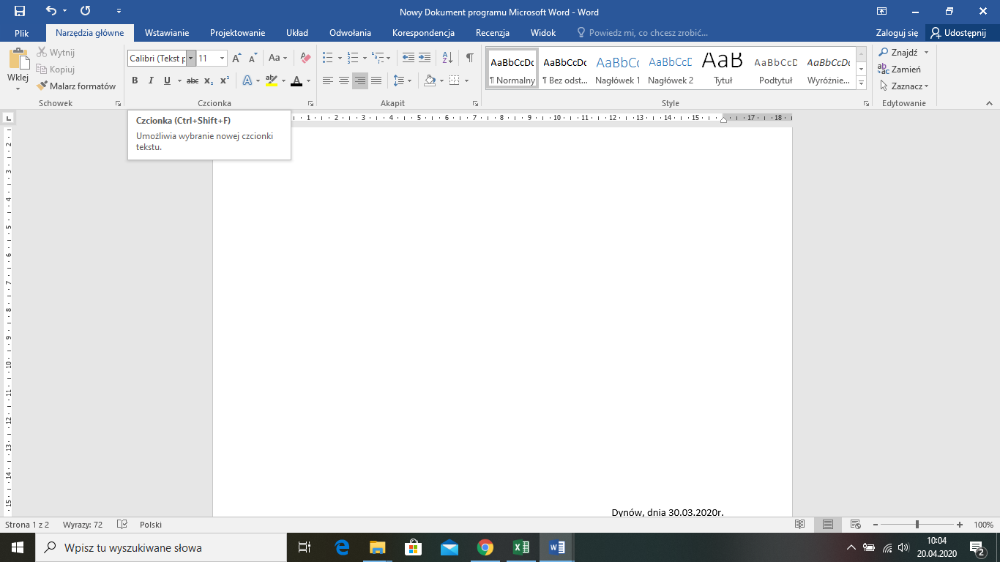 Nowy Dokument programu Microsoft Word - Word
Plik Narzędzia główne Wstawianie Projektowanie Układ Odwołania Korespondencja Recenzja Widok Powiedz mi, co chcesz zrobić... Zaloguj się Udostępnij
Wklej
Wytnij
Kopiuj
Malarz formatów
Schowek
Calibri (Tekst p 11
B I U abc x₂ x²
Czcionka
Akapit
AaBbCcDc AaBbCcDc AaBbCc AaBbCcD AaB AaBbCcD AaBbCcDc
¶ Normalny ¶ Bez odst... Nagłówek 1 Nagłówek 2 Tytuł Podtytuł Wyróżnie...
Style
Znajdź
Zamień
Zaznacz
Edytowanie
Czcionka (Ctrl+Shift+F)
Umożliwia wybranie nowej czcionki
tekstu.
1 2 3 4 5 6 7 8 9 10 11 12 13 14 15 17 18
2
3
4
5
6
7
8
9
10
11
12
13
14
15
Dynów, dnia 30.03.2020r.
Strona 1 z 2 Wyrazy: 72 Polski 100%
Wpisz tu wyszukiwane słowa
10:04
20.04.2020
2